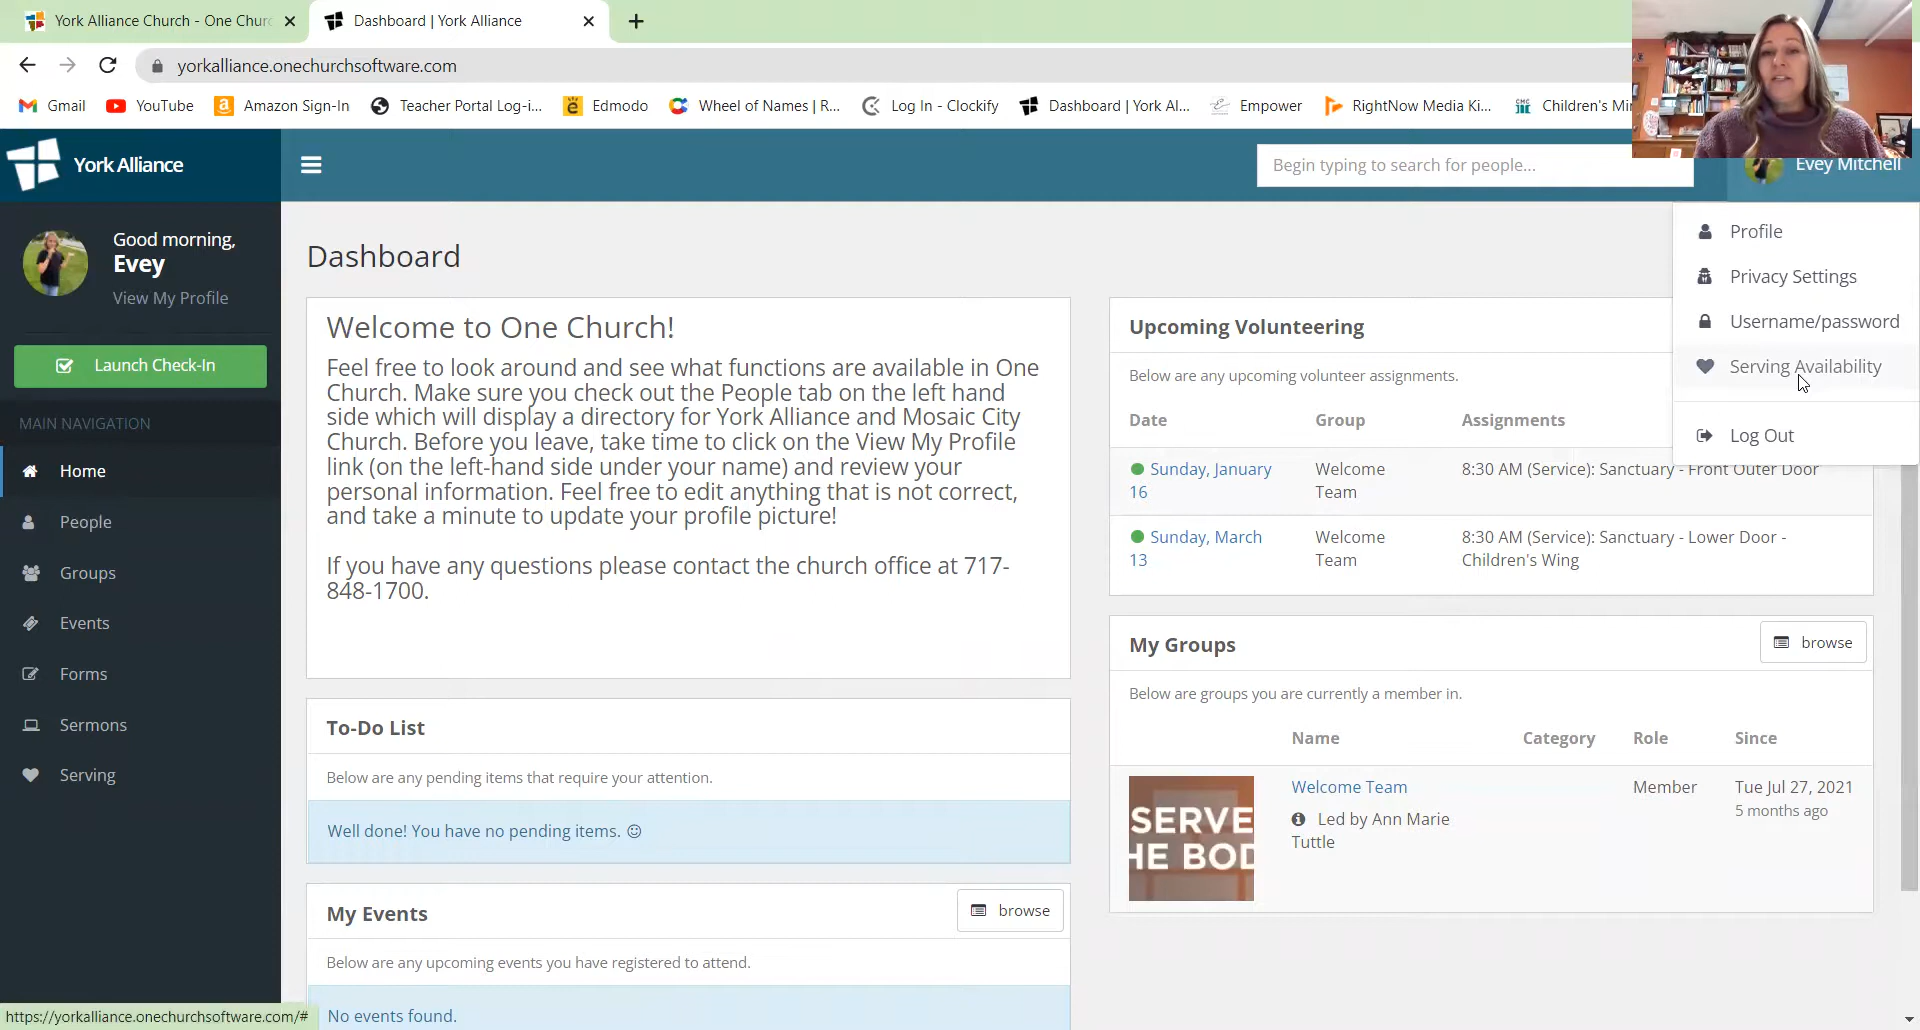 York Alliance Church - One Churc
Dashboard | York Alliance
yorkalliance.onechurchsoftware.com
Gmail
YouTube
Amazon Sign-In
Teacher Portal Log-i...
Edmodo
Wheel of Names | R...
Log In - Clockify
Dashboard | York Al...
Empower
RightNow Media Ki...
Children's Mi
York Alliance
Begin typing to search for people...
Evey Mitchell
Good morning,
Evey
View My Profile
Launch Check-In
MAIN NAVIGATION
Home
People
Groups
Events
Forms
Sermons
Serving
https://yorkalliance.onechurchsoftware.com/#
Dashboard
Welcome to One Church!
Feel free to look around and see what functions are available in One
Church. Make sure you check out the People tab on the left hand
side which will display a directory for York Alliance and Mosaic City
Church. Before you leave, take time to click on the View My Profile
link (on the left-hand side under your name) and review your
personal information. Feel free to edit anything that is not correct,
and take a minute to update your profile picture!
If you have any questions please contact the church office at 717-
848-1700.
To-Do List
Below are any pending items that require your attention.
Well done! You have no pending items.
My Events
browse
Below are any upcoming events you have registered to attend.
No events found.
Profile
Privacy Settings
Username/password
Serving Availability
Log Out
Upcoming Volunteering
Below are any upcoming volunteer assignments.
Date Group Assignments
Sunday, January Welcome 8:30 AM (Service): Sanctuary - Front Outer Door
16 Team
Sunday, March Welcome 8:30 AM (Service): Sanctuary - Lower Door -
13 Team Children's Wing
My Groups
browse
Below are groups you are currently a member in.
Name Category Role Since
SERVE
HE BOD
Welcome Team Member Tue Jul 27, 2021
5 months ago
Led by Ann Marie
Tuttle